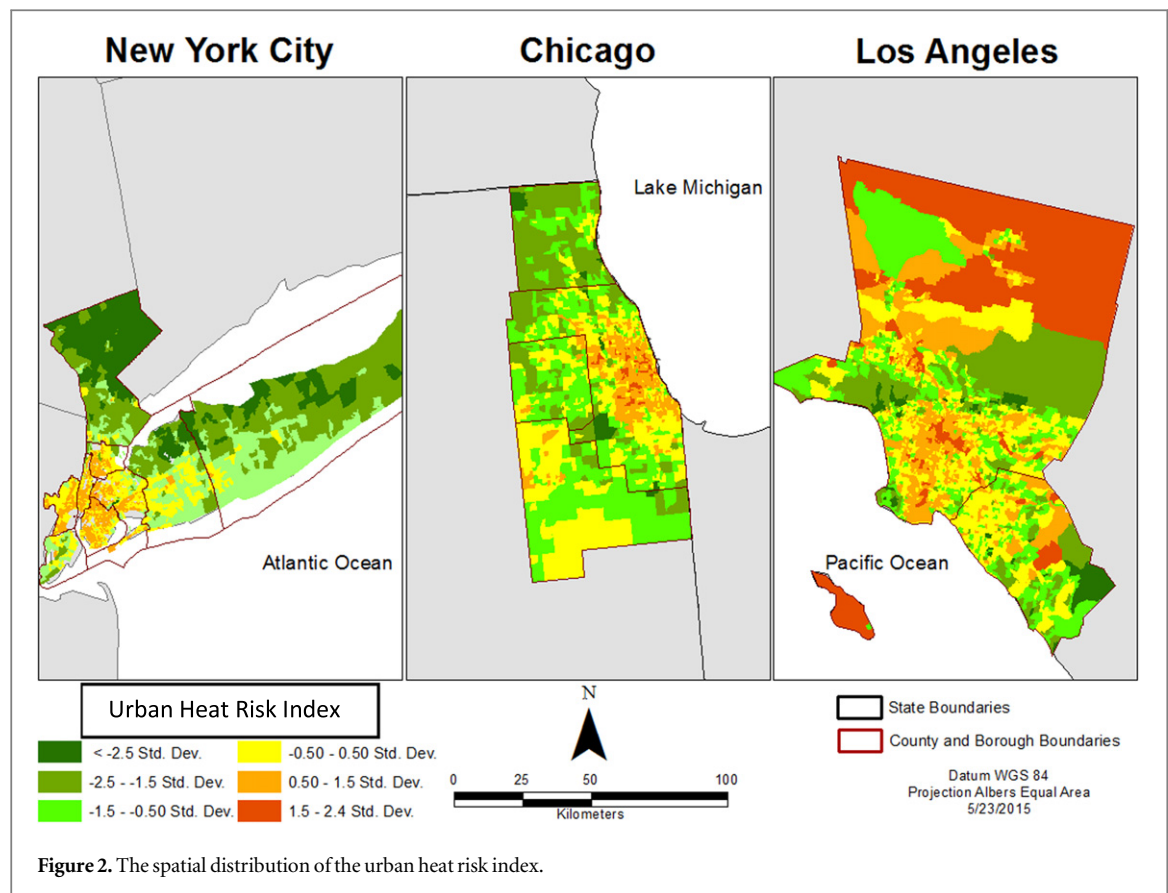 New York City
Chicago
Los Angeles
Lake Michigan
Atlantic Ocean
Pacific Ocean
Urban Heat Risk Index
< -2.5 Std. Dev.
-2.5 - -1.5 Std. Dev.
-1.5 - -0.50 Std. Dev.
-0.50 - 0.50 Std. Dev.
0.50 - 1.5 Std. Dev.
1.5 - 2.4 Std. Dev.
N
0 25 50 100
Kilometers
State Boundaries
County and Borough Boundaries
Datum WGS 84
Projection Albers Equal Area
5/23/2015
Figure 2. The spatial distribution of the urban heat risk index.